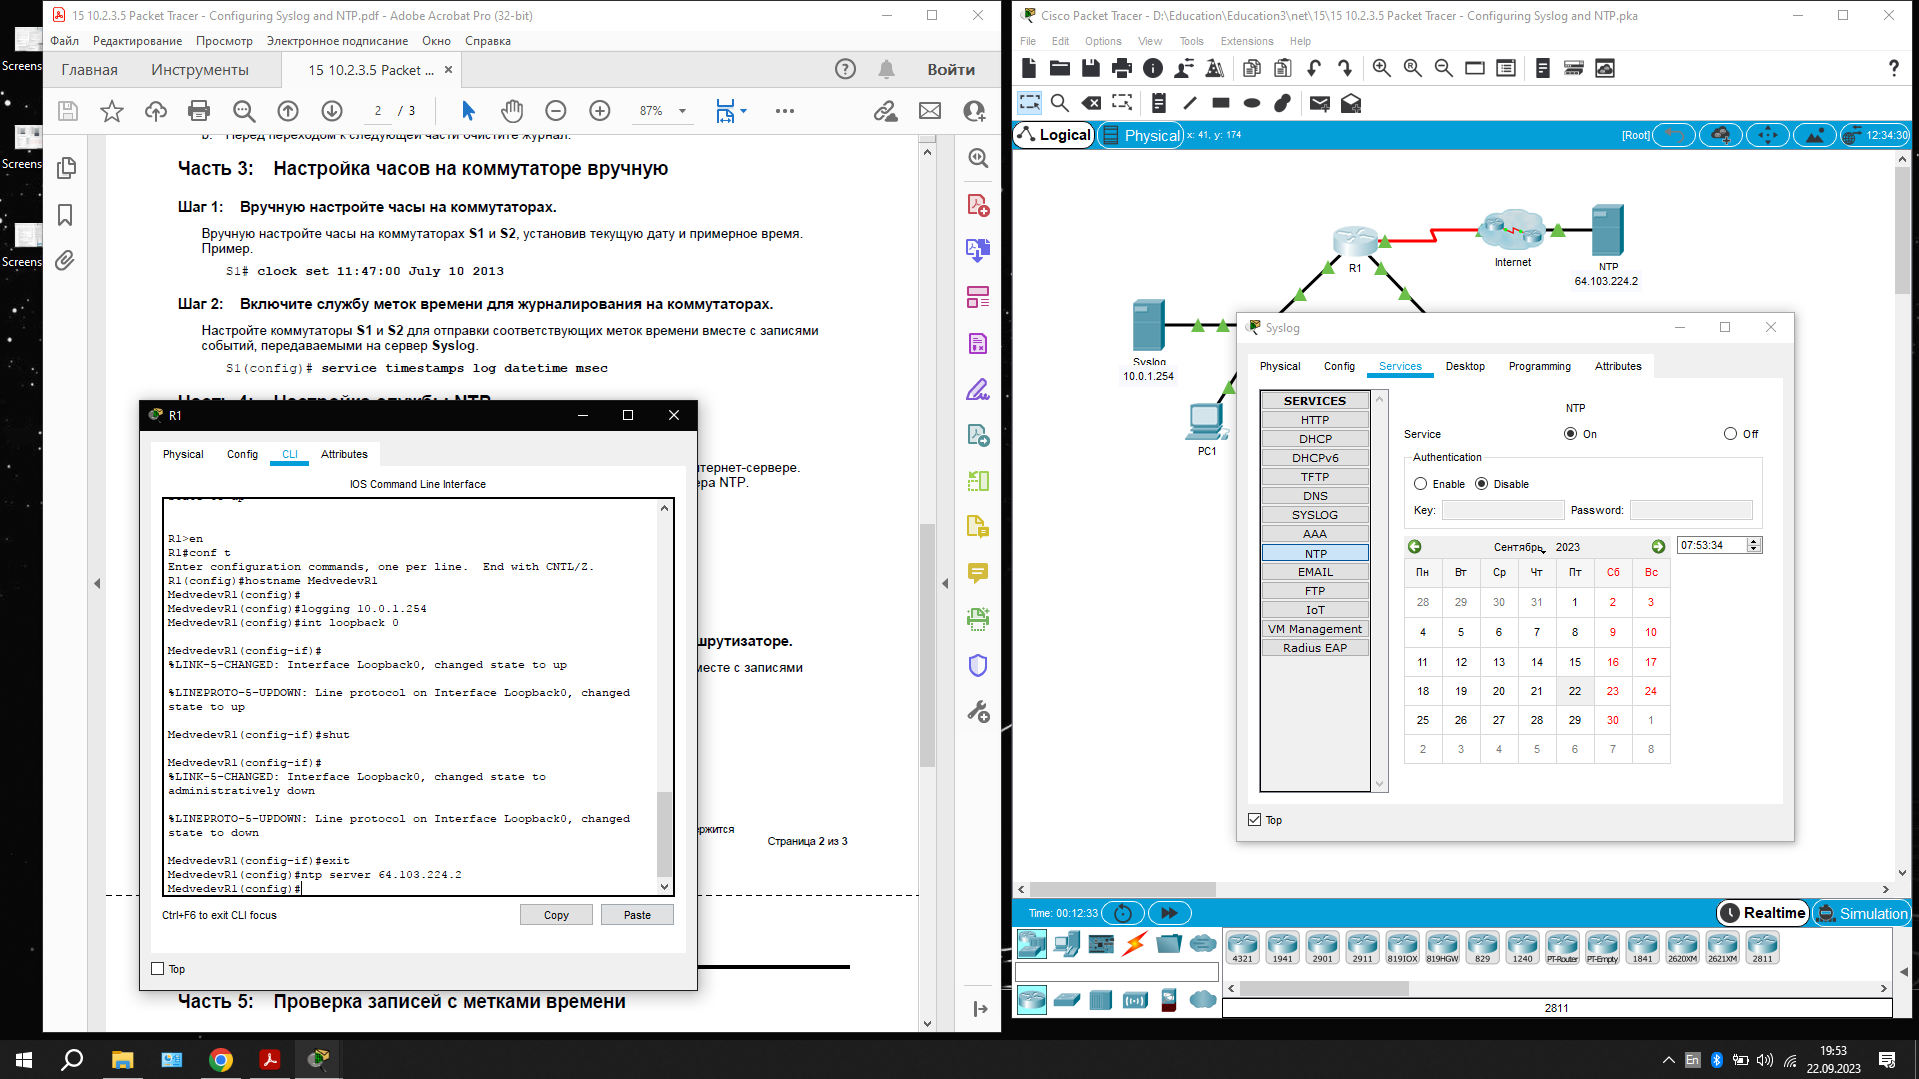 15 10.2.3.5 Packet Tracer - Configuring Syslog and NTP.pdf - Adobe Acrobat Pro (32-bit)
Файл Редактирование Просмотр Электронное подписание Окно Справка
Главная Инструменты 15 10.2.3.5 Packet ... × Войти
2 / 3 87%
Screens
Screens
Screens
b. Перед переходом к следующей части очистите журнал.
Часть 3: Настройка часов на коммутаторе вручную
Шаг 1: Вручную настройте часы на коммутаторах.
Вручную настройте часы на коммутаторах S1 и S2, установив текущую дату и примерное время.
Пример.
S1# clock set 11:47:00 July 10 2013
Шаг 2: Включите службу меток времени для журналирования на коммутаторах.
Настройте коммутаторы S1 и S2 для отправки соответствующих меток времени вместе с записями
событий, передаваемыми на сервер Syslog.
S1(config)# service timestamps log datetime msec
Часть 4: Настройка службы NTP
тернет-сервере.
ера NTP.
шрутизаторе.
месте с записями
ержится
Страница 2 из 3
Часть 5: Проверка записей с метками времени
R1
Physical Config CLI Attributes
IOS Command Line Interface
state to up
R1>en
R1#conf t
Enter configuration commands, one per line. End with CNTL/Z.
R1(config)#hostname MedvedevR1
MedvedevR1(config)#
MedvedevR1(config)#logging 10.0.1.254
MedvedevR1(config)#int loopback 0
MedvedevR1(config-if)#
%LINK-5-CHANGED: Interface Loopback0, changed state to up
%LINEPROTO-5-UPDOWN: Line protocol on Interface Loopback0, changed
state to up
MedvedevR1(config-if)#shut
MedvedevR1(config-if)#
%LINK-5-CHANGED: Interface Loopback0, changed state to
administratively down
%LINEPROTO-5-UPDOWN: Line protocol on Interface Loopback0, changed
state to down
MedvedevR1(config-if)#exit
MedvedevR1(config)#ntp server 64.103.224.2
MedvedevR1(config)#
Ctrl+F6 to exit CLI focus Copy Paste
Top
Cisco Packet Tracer - D:\Education\Education3\net\15\15 10.2.3.5 Packet Tracer - Configuring Syslog and NTP.pka
File Edit Options View Tools Extensions Help
Logical Physical x: 41, y: 174 [Root] 12:34:30
R1
Internet
NTP
64.103.224.2
Syslog
10.0.1.254
PC1
Syslog
Physical Config Services Desktop Programming Attributes
SERVICES
HTTP
DHCP
DHCPv6
TFTP
DNS
SYSLOG
AAA
NTP
EMAIL
FTP
IoT
VM Management
Radius EAP
NTP
Service On Off
Authentication
Enable Disable
Key: Password:
Сентябрь 2023 07:53:34
Пн Вт Ср Чт Пт Сб Вс
28 29 30 31 1 2 3
4 5 6 7 8 9 10
11 12 13 14 15 16 17
18 19 20 21 22 23 24
25 26 27 28 29 30 1
2 3 4 5 6 7 8
Top
Time: 00:12:33 Realtime Simulation
4321 1941 2901 2911 819IOX 819HGW 829 1240 PT-Router PT-Empty 1841 2620XM 2621XM 2811
2811
En
19:53
22.09.2023